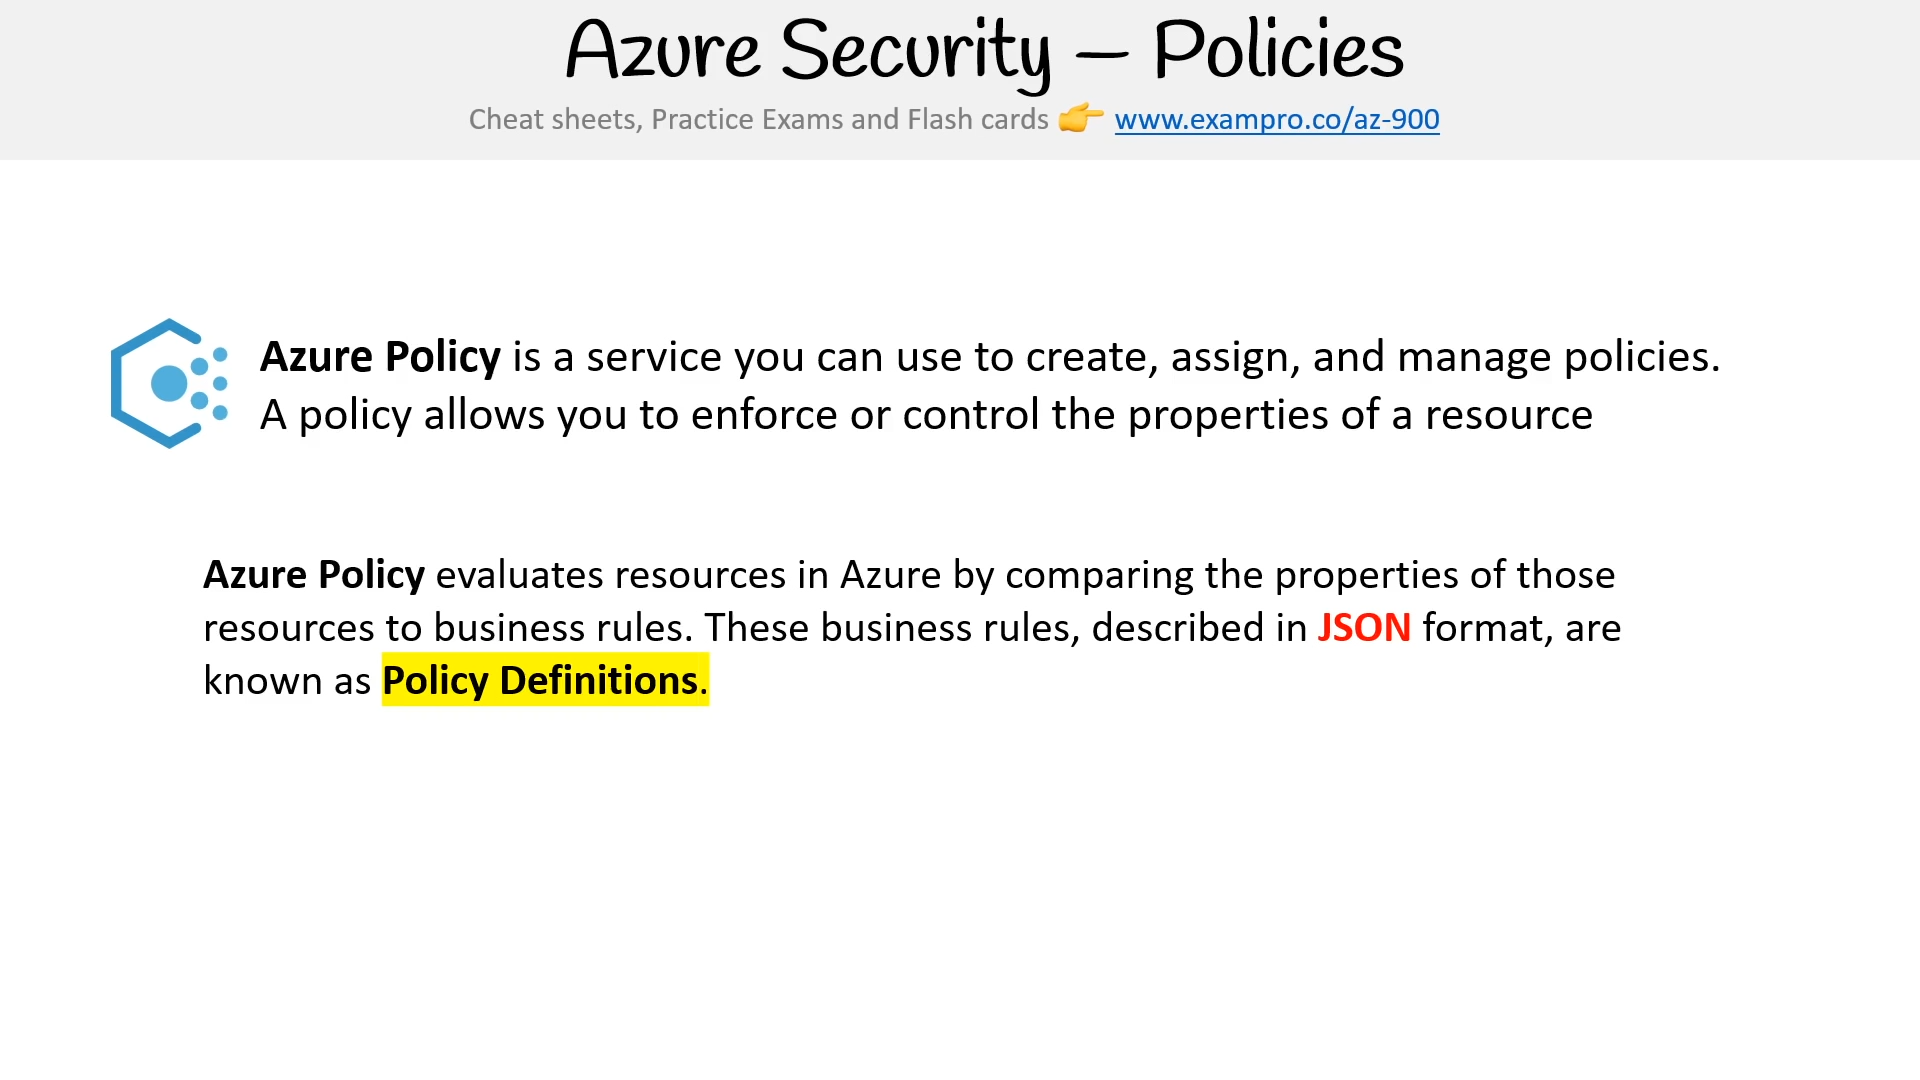 Azure Security – Policies
Cheat sheets, Practice Exams and Flash cards 👉 www.exampro.co/az-900
Azure Policy is a service you can use to create, assign, and manage policies.
A policy allows you to enforce or control the properties of a resource
Azure Policy evaluates resources in Azure by comparing the properties of those
resources to business rules. These business rules, described in JSON format, are
known as Policy Definitions.